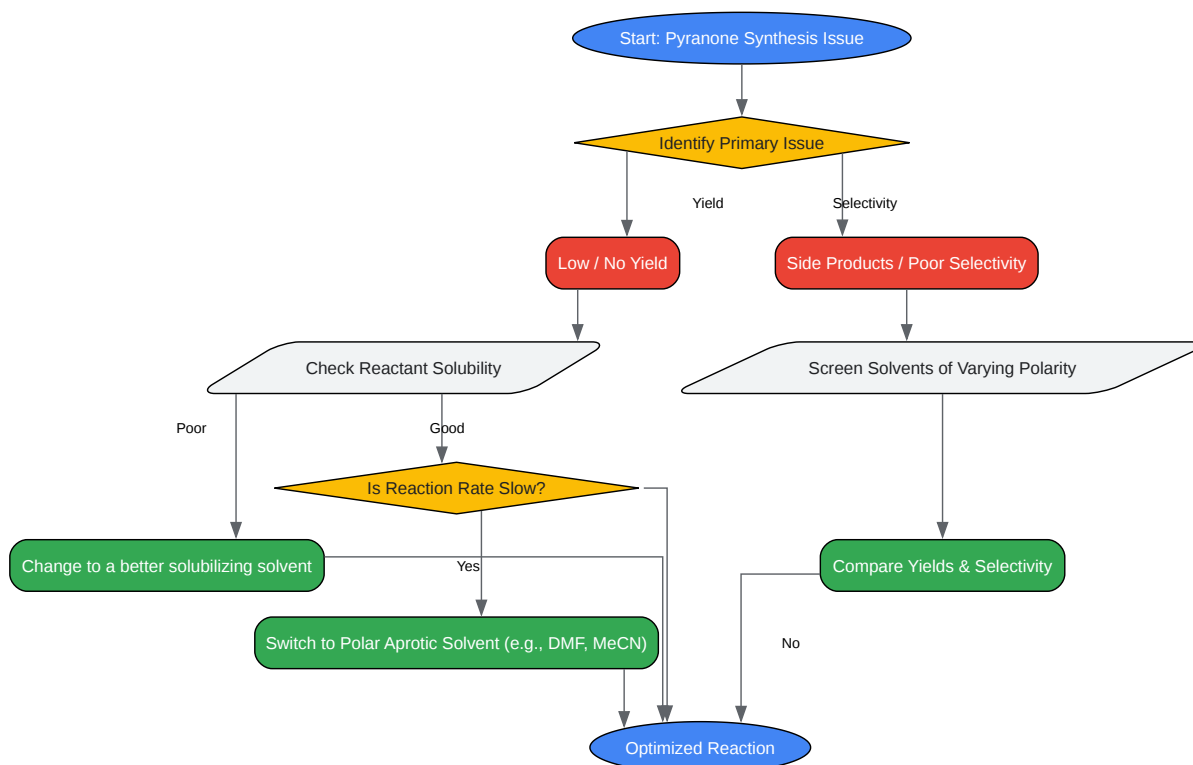 Start: Pyranone Synthesis Issue
Identify Primary Issue
Yield
Selectivity
Low / No Yield
Side Products / Poor Selectivity
Check Reactant Solubility
Screen Solvents of Varying Polarity
Poor
Good
Is Reaction Rate Slow?
Change to a better solubilizing solvent
Yes
Compare Yields & Selectivity
Switch to Polar Aprotic Solvent (e.g., DMF, MeCN)
No
Optimized Reaction